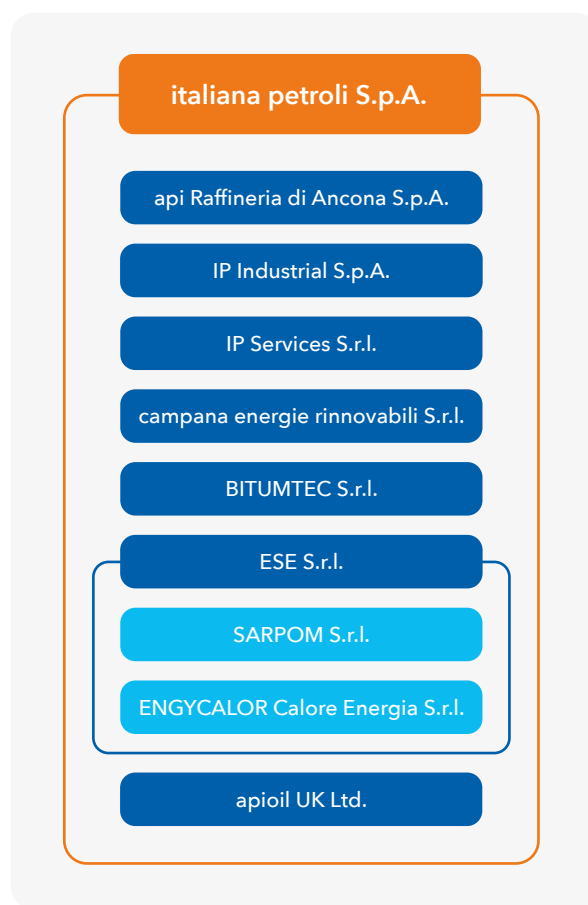 italiana petroli S.p.A.
api Raffineria di Ancona S.p.A.
IP Industrial S.p.A.
IP Services S.r.l.
campana energie rinnovabili S.r.l.
BITUMTEC S.r.l.
ESE S.r.l.
SARPOM S.r.l.
ENGYCALOR Calore Energia S.r.l.
apioil UK Ltd.